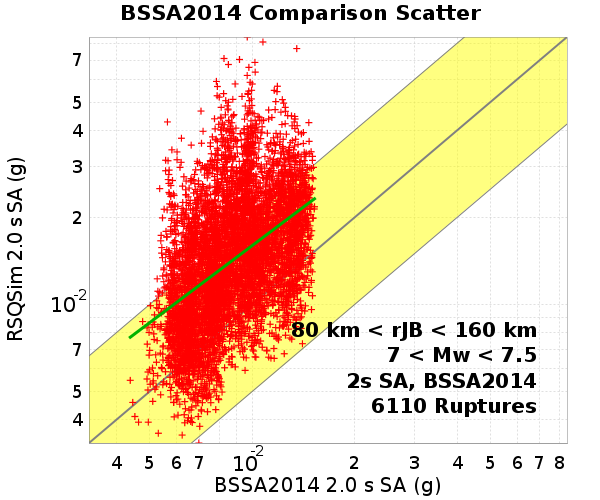 BSSA2014 Comparison Scatter
RSQSim 2.0 s SA (g)
7
5
4
3
2
10-2
7
5
4
80 km < rJB < 160 km
7 < Mw < 7.5
2s SA, BSSA2014
6110 Ruptures
4 5 6 7 10-2 2 3 4 5 6 7 8
BSSA2014 2.0 s SA (g)